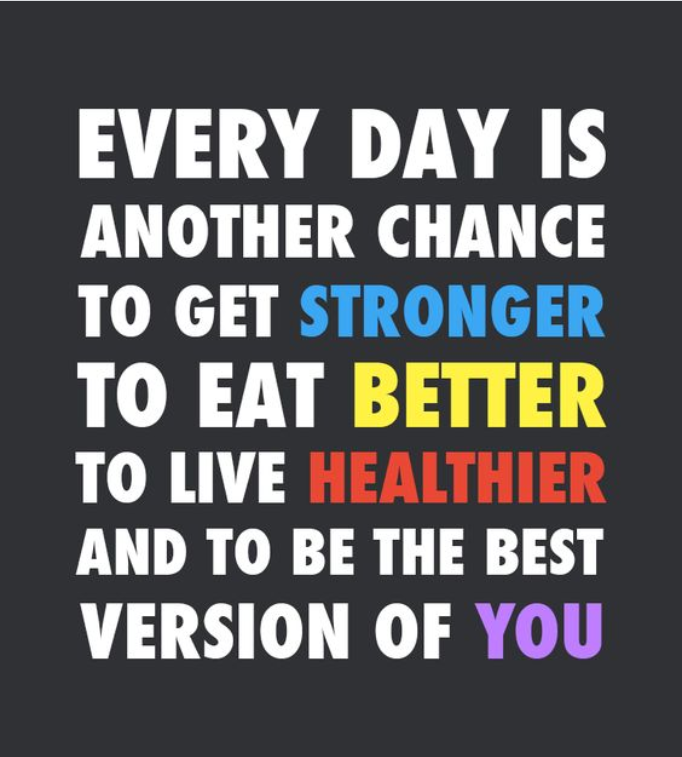 EVERY DAY IS
ANOTHER CHANCE
TO GET STRONGER
TO EAT BETTER
TO LIVE HEALTHIER
AND TO BE THE BEST
VERSION OF YOU